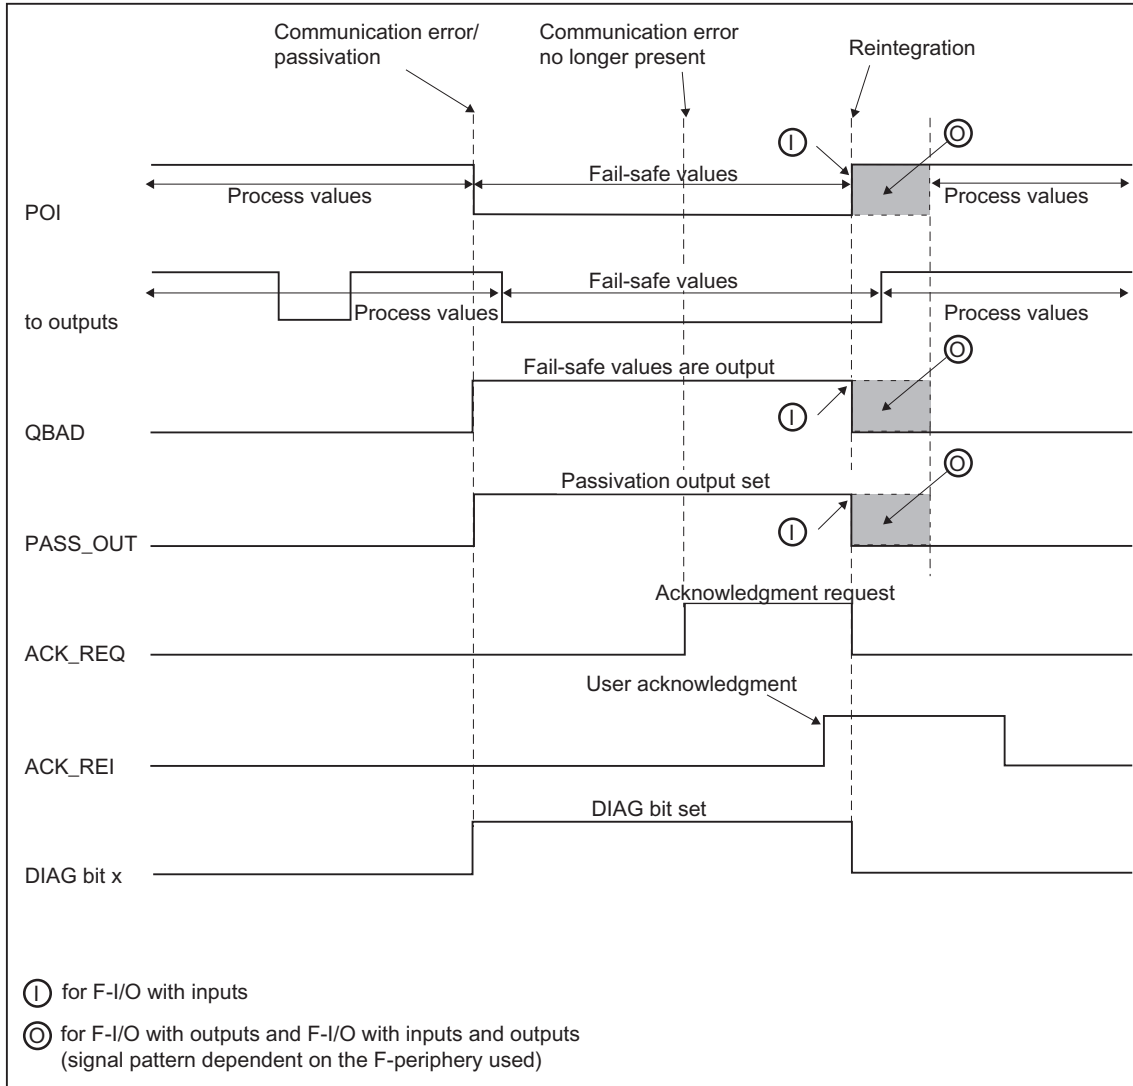 Communication error/
passivation
Communication error
no longer present
Reintegration
I
O
Fail-safe values
Process values
Process values
POI
Fail-safe values
Process values
Process values
to outputs
O
Fail-safe values are output
I
QBAD
O
Passivation output set
I
PASS_OUT
Acknowledgment request
ACK_REQ
User acknowledgment
ACK_REI
DIAG bit set
DIAG bit x
I for F-I/O with inputs
O for F-I/O with outputs and F-I/O with inputs and outputs
(signal pattern dependent on the F-periphery used)